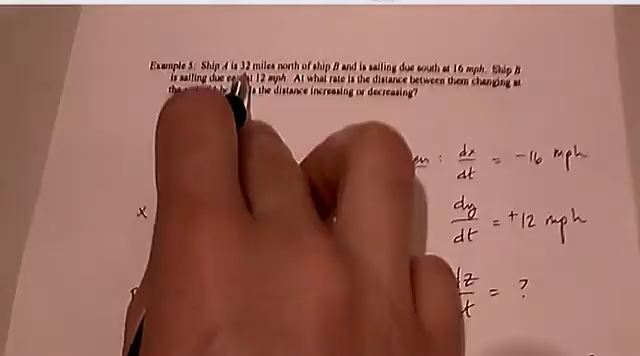 Example 5: Ship A is 32 miles north of ship B and is sailing due south at 16 mph. Ship B
is sailing due at 12 mph. At what rate is the distance between them changing at
the the distance increasing or decreasing?
: dx/dt = -16 mph
x
dy/dt = +12 mph
= ?